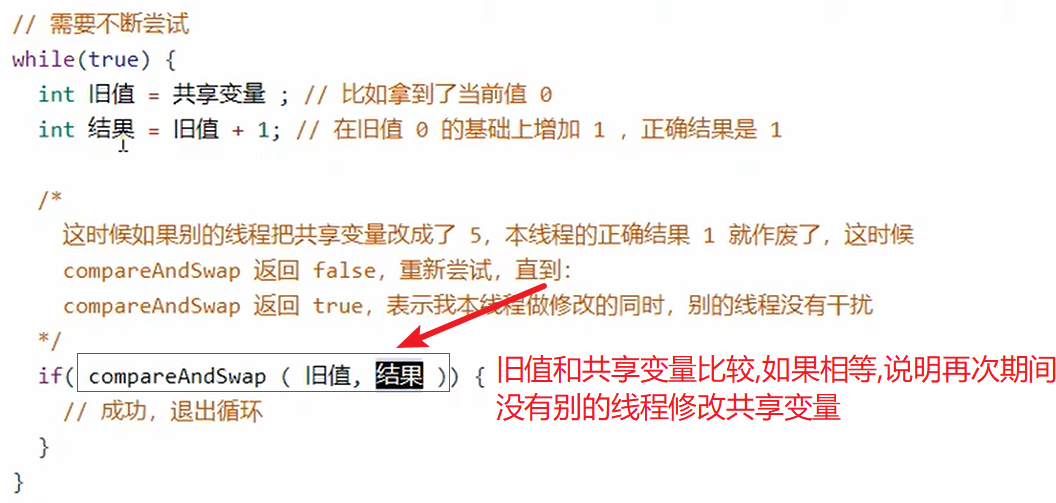 // 需要不断尝试
while(true) {
int 旧值 = 共享变量 ; // 比如拿到了当前值 0
int 结果 = 旧值 + 1; // 在旧值 0 的基础上增加 1 ，正确结果是 1
/*
这时候如果别的线程把共享变量改成了 5，本线程的正确结果 1 就作废了，这时候
compareAndSwap 返回 false，重新尝试，直到：
compareAndSwap 返回 true，表示我本线程做修改的同时，别的线程没有干扰
*/
if( compareAndSwap ( 旧值, 结果 )) {
旧值和共享变量比较,如果相等,说明再次期间
没有别的线程修改共享变量
// 成功，退出循环
}
}